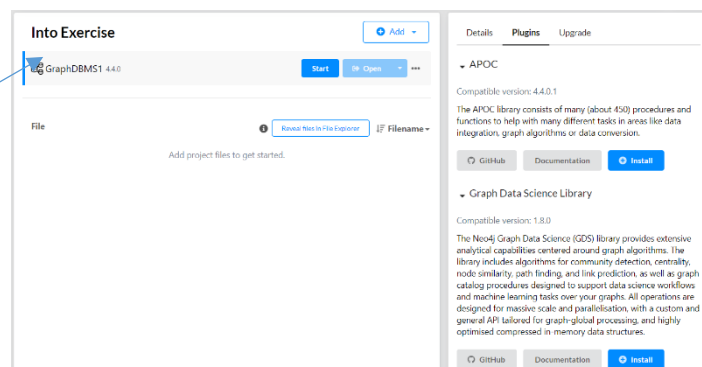 Into Exercise
Add
GraphDBMS1 4.4.0
Start
Open
File
Reveal files in File Explorer
Filename
Add project files to get started.
Details Plugins Upgrade
APOC
Compatible version: 4.4.0.1
The APOC library consists of many (about 450) procedures and
functions to help with many different tasks in areas like data
integration, graph algorithms or data conversion.
GitHub Documentation Install
Graph Data Science Library
Compatible version: 1.8.0
The Neo4j Graph Data Science (GDS) library provides extensive
analytical capabilities centered around graph algorithms. The
library includes algorithms for community detection, centrality,
node similarity, path finding, and link prediction, as well as graph
catalog procedures designed to support data science workflows
and machine learning tasks over your graphs. All operations are
designed for massive scale and parallelisation, with a custom and
general API tailored for graph-global processing, and highly
optimised compressed in-memory data structures.
GitHub Documentation Install